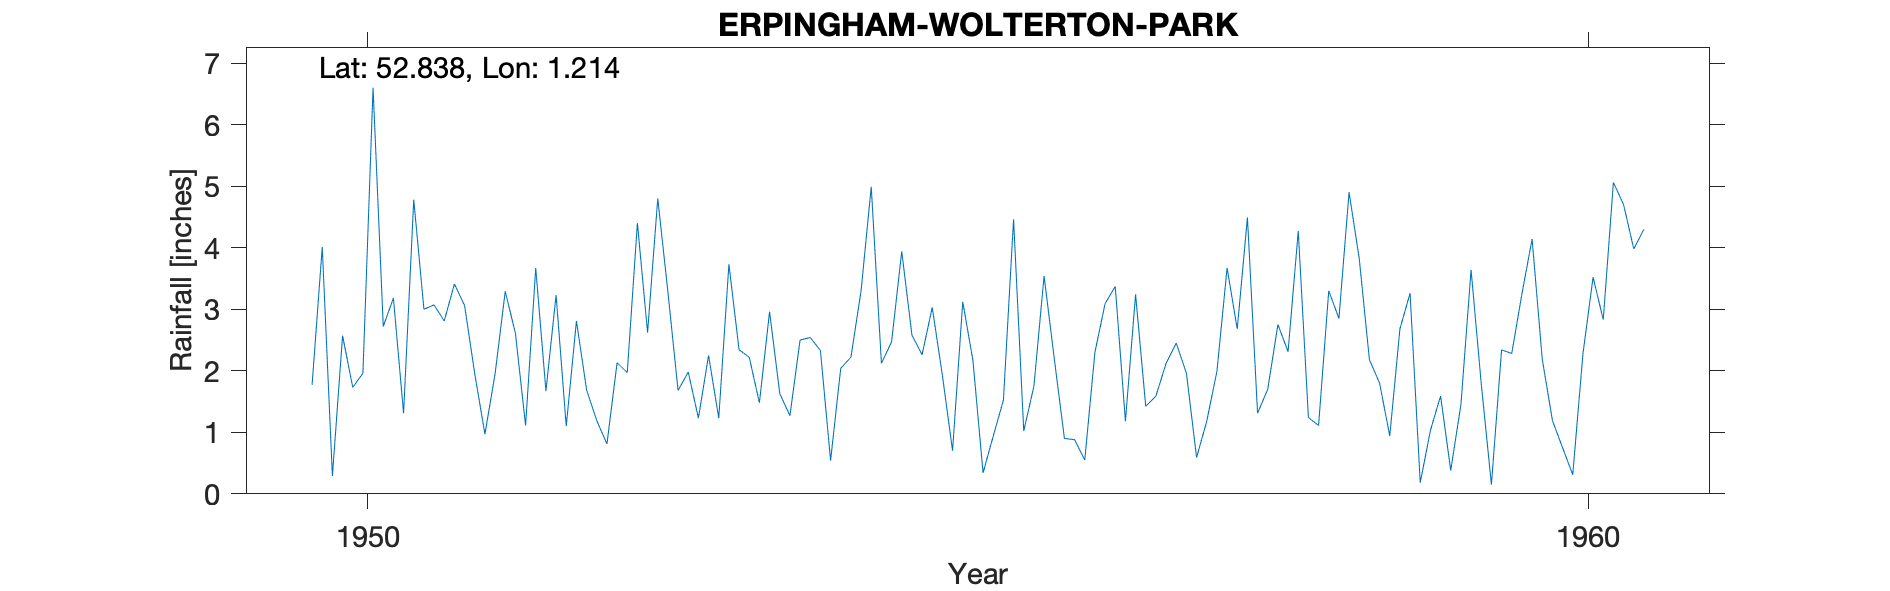 ERPINGHAM-WOLTERTON-PARK
Lat: 52.838, Lon: 1.214
7
6
5
4
3
2
1
0
Rainfall [inches]
1950
1960
Year